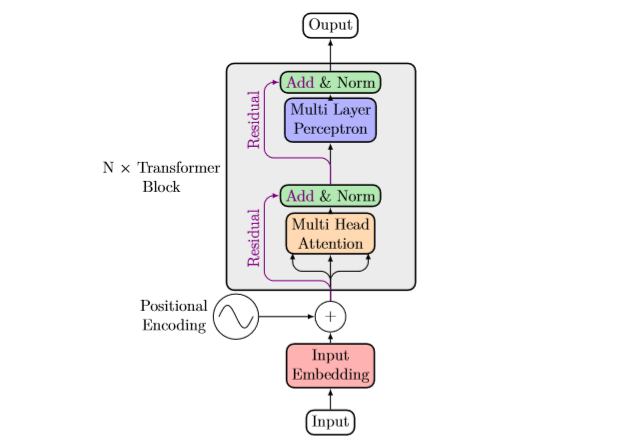 Ouput
Add & Norm
Multi Layer
Perceptron
Residual
N × Transformer
Block
Add & Norm
Multi Head
Attention
Residual
Positional
Encoding
+
Input
Embedding
Input